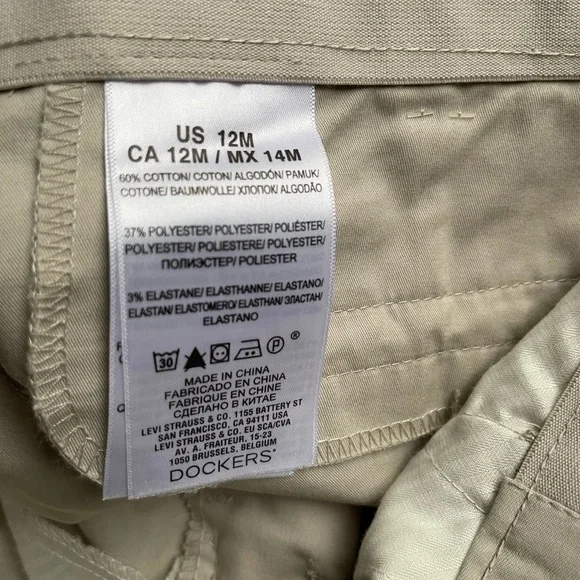 US 12M
CA 12M / MX 14M
60% COTTON/ COTON/ ALGODÓN/ PAMUK/
COTONE/ BAUMWOLLE/ ХЛОПОК/ ALGODÃO
37% POLYESTER/ POLYESTER/ POLIÉSTER/
POLYESTER/ POLIESTERE/ POLYESTER/
ПОЛИЭСТЕР/ POLIESTER
3% ELASTANE/ ELASTHANNE/ ELASTANO/
ELASTAN/ ELASTOMERO/ ELASTHAN/ ЭЛАСТАН/
ELASTANO
30 P ®
MADE IN CHINA
FABRICADO EN CHINA
FABRIQUE EN CHINE
СДЕЛАНО В КИТАЕ
LEVI STRAUSS & CO. 1155 BATTERY ST
SAN FRANCISCO, CA 94111 USA
LEVI STRAUSS & CO. EU SCA/CVA
AV. A. FRAITEUR, 15-23
1050 BRUSSELS, BELGIUM
DOCKERS®